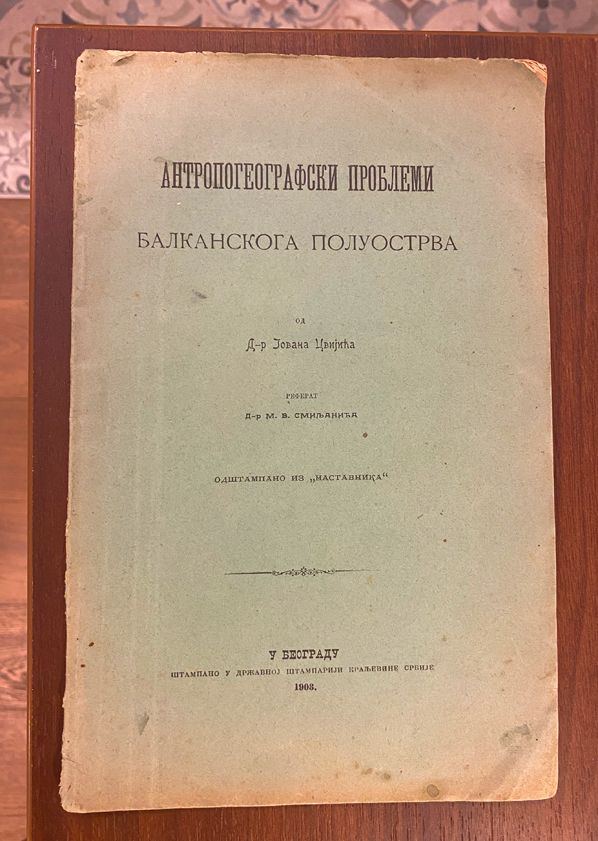 АНТРОПОГЕОГРАФСКИ ПРОБЛЕМИ
БАЛКАНСКОГА ПОЛУОСТРВА
ОД
Д-р Јована Цвијића
РЕФЕРАТ
Д-р М. В. СМИЉАНИЋА
ОДШТАМПАНО ИЗ „НАСТАВНИКА“
У БЕОГРАДУ
ШТАМПАНО У ДРЖАВНОЈ ШТАМПАРИЈИ КРАЉЕВИНЕ СРБИЈЕ
1903.